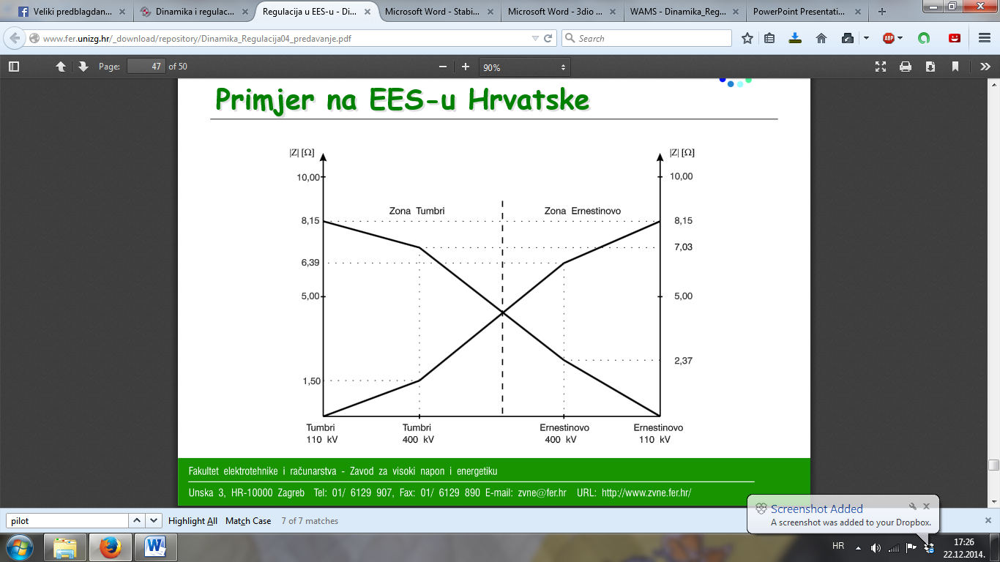 Veliki predblagdan...
Dinamika i regulac...
Regulacija u EES-u - Di...
Microsoft Word - Stabi...
Microsoft Word - 3dio ...
WAMS - Dinamika_Reg...
PowerPoint Presentati...
www.fer.unizg.hr/_download/repository/Dinamika_Regulacija04_predavanje.pdf
Search
ABP
Page: 47 of 50
90%
Primjer na EES-u Hrvatske
|Z| [Ω]
|Z| [Ω]
10,00
10,00
Zona Tumbri
Zona Ernestinovo
8,15
8,15
7,03
6,39
5,00
5,00
2,37
1,50
Tumbri
110 kV
Tumbri
400 kV
Ernestinovo
400 kV
Ernestinovo
110 kV
Fakultet elektrotehnike i računarstva - Zavod za visoki napon i energetiku
Unska 3, HR-10000 Zagreb Tel: 01/ 6129 907, Fax: 01/ 6129 890 E-mail: zvne@fer.hr URL: http://www.zvne.fer.hr/
Screenshot Added
A screenshot was added to your Dropbox.
pilot
Highlight All
Match Case
7 of 7 matches
HR
17:26
22.12.2014.